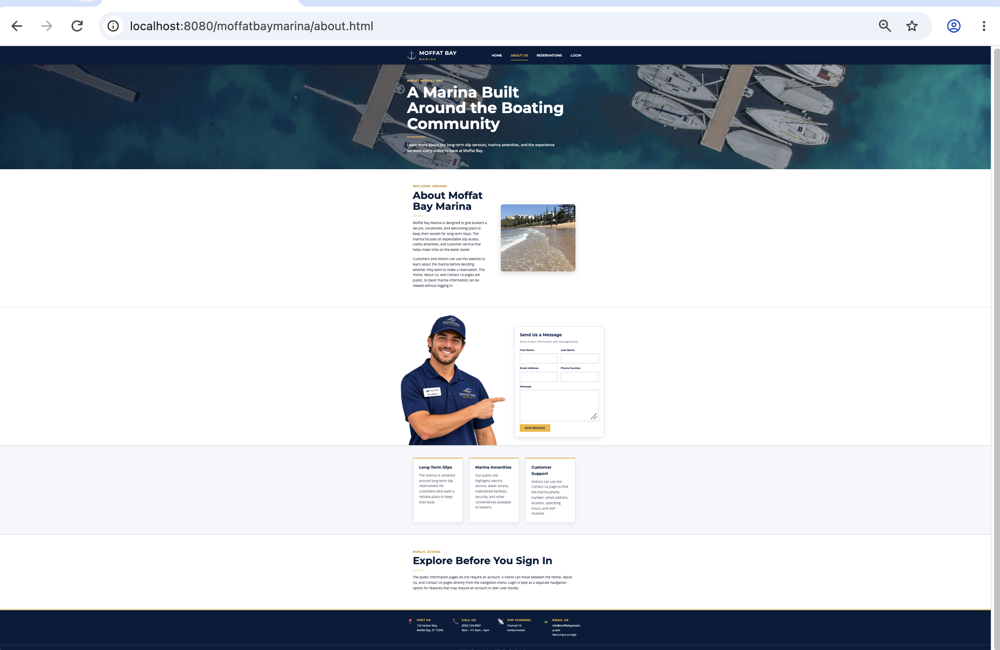 localhost:8080/moffatbaymarina/about.html
MOFFAT BAY
MARINA
HOME
ABOUT US
RESERVATIONS
LOGIN
ABOUT MOFFAT BAY
A Marina Built
Around the Boating
Community
Learn more about our long-term slip services, marina amenities, and the experience
we want every visitor to have at Moffat Bay.
WELCOME ABOARD
About Moffat
Bay Marina
Moffat Bay Marina is designed to give boaters a
secure, convenient, and welcoming place to
keep their vessels for long-term stays. The
marina focuses on dependable slip access,
useful amenities, and customer service that
helps make time on the water easier.
Customers and visitors can use this website to
learn about the marina before deciding
whether they want to make a reservation. The
Home, About Us, and Contact Us pages are
public, so basic marina information can be
viewed without logging in.
MOFFAT BAY
MARINA
MOFFAT BAY
MARINA
Send Us a Message
Send us your information and message below.
First Name
Last Name
Email Address
Phone Number
Message
SEND MESSAGE
Long-Term Slips
The marina is centered
around long-term slip
reservations for
customers who want a
reliable place to keep
their boat.
Marina Amenities
Our public site
highlights electric
service, water access,
maintained facilities,
security, and other
conveniences available
to boaters.
Customer
Support
Visitors can use the
Contact Us page to find
the marina phone
number, email address,
location, operating
hours, and VHF
channel.
PUBLIC ACCESS
Explore Before You Sign In
The public information pages do not require an account. A visitor can move between the Home, About
Us, and Contact Us pages directly from the navigation menu. Login is kept as a separate navigation
option for features that may require an account in later user stories.
VISIT US
123 Harbor Way
Moffat Bay, ST 12345
CALL US
(555) 123-4567
Mon – Fri: 8am – 5pm
VHF CHANNEL
Channel 16
Harbormaster
EMAIL US
info@moffatbaymarin
a.com
We're here to help!